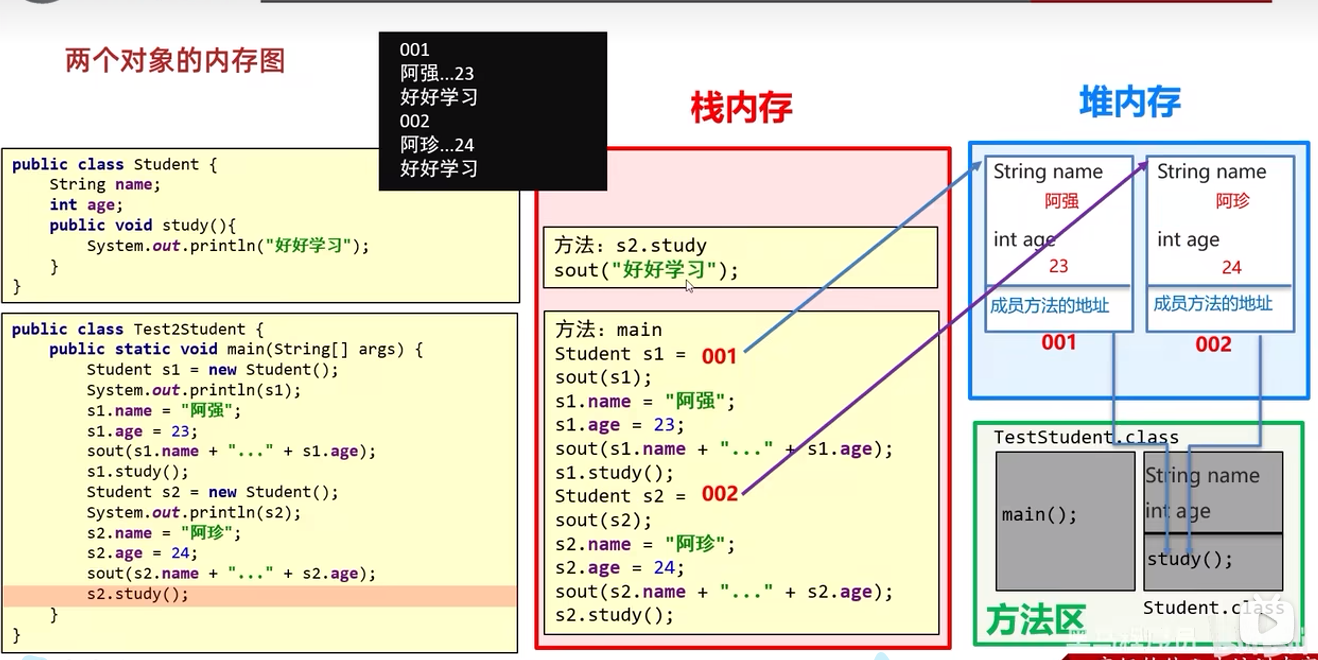 两个对象的内存图
001
阿强...23
好好学习
002
阿珍...24
好好学习
public class Student {
String name;
int age;
public void study(){
System.out.println("好好学习");
}
}
public class Test2Student {
public static void main(String[] args) {
Student s1 = new Student();
System.out.println(s1);
s1.name = "阿强";
s1.age = 23;
sout(s1.name + "..." + s1.age);
s1.study();
Student s2 = new Student();
System.out.println(s2);
s2.name = "阿珍";
s2.age = 24;
sout(s2.name + "..." + s2.age);
s2.study();
}
}
栈内存
方法: s2.study
sout("好好学习");
方法: main
Student s1 = 001
sout(s1);
s1.name = "阿强";
s1.age = 23;
sout(s1.name + "..." + s1.age);
s1.study();
Student s2 = 002
sout(s2);
s2.name = "阿珍";
s2.age = 24;
sout(s2.name + "..." + s2.age);
s2.study();
堆内存
String name
阿强
int age
23
成员方法的地址
001
String name
阿珍
int age
24
成员方法的地址
002
TestStudent.class
main();
String name
int age
study();
Student.class
方法区